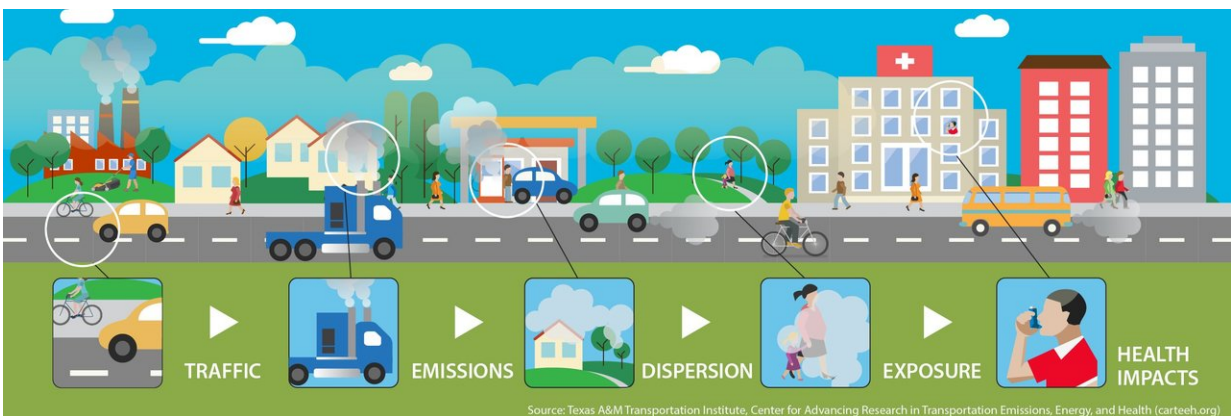 TRAFFIC
EMISSIONS
DISPERSION
EXPOSURE
HEALTH
IMPACTS
Source: Texas A&M Transportation Institute, Center for Advancing Research in Transportation Emissions, Energy, and Health (carteeh.org)